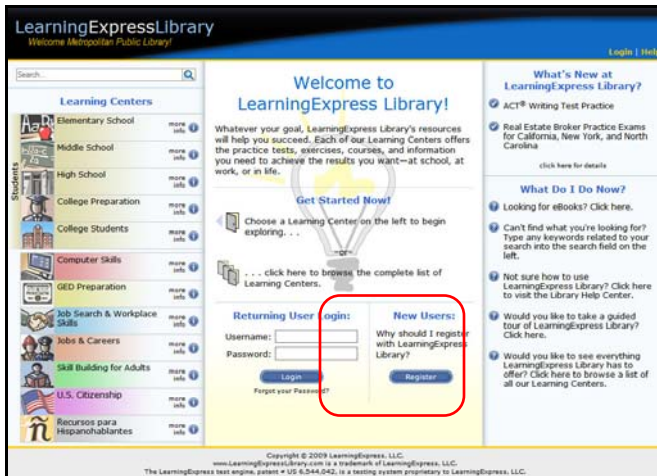 LearningExpressLibrary
Welcome Metropolitan Public Library!
Login | Help
Search...
Learning Centers
Students
Elementary School
more info
Middle School
more info
High School
more info
College Preparation
more info
College Students
more info
Computer Skills
more info
GED Preparation
more info
Job Search & Workplace
Skills
more info
Jobs & Careers
more info
Skill Building for Adults
more info
U.S. Citizenship
more info
Recursos para
Hispanohablantes
more info
Welcome to
LearningExpress Library!
Whatever your goal, LearningExpress Library's resources
will help you succeed. Each of our Learning Centers offers
the practice tests, exercises, courses, and information
you need to achieve the results you want—at school, at
work, or in life.
Get Started Now!
Choose a Learning Center on the left to begin
exploring. . .
—or—
. . . click here to browse the complete list of
Learning Centers.
Returning User Login:
Username:
Password:
Login
Forgot your Password?
New Users:
Why should I register
with LearningExpress
Library?
Register
What's New at
LearningExpress Library?
ACT® Writing Test Practice
Real Estate Broker Practice Exams
for California, New York, and North
Carolina
click here for details
What Do I Do Now?
Looking for eBooks? Click here.
Can't find what you're looking for?
Type any keywords related to your
search into the search field on the
left.
Not sure how to use
LearningExpress Library? Click here
to visit the Library Help Center.
Would you like to take a guided
tour of LearningExpress Library?
Click here.
Would you like to see everything
LearningExpress Library has to
offer? Click here to browse a list of
all our Learning Centers.
Copyright © 2009 LearningExpress, LLC.
www.LearningExpressLibrary.com is a trademark of LearningExpress, LLC.
The LearningExpress test engine, patent # US 6,544,042, is a testing system proprietary to LearningExpress, LLC.